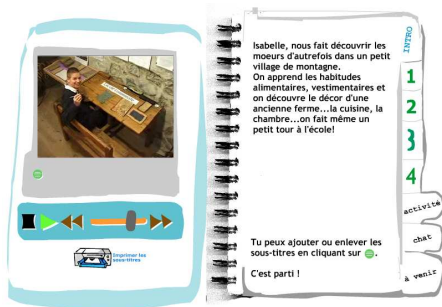 Isabelle, nous fait découvrir les
moeurs d'autrefois dans un petit
village de montagne.
On apprend les habitudes
alimentaires, vestimentaires et
on découvre le décor d'une
ancienne ferme...la cuisine, la
chambre...on fait même un
petit tour à l'école!
Tu peux ajouter ou enlever les
sous-titres en cliquant sur
C'est parti !
Imprimer les
sous-titres
INTRO
1
2
3
4
activité
chat
à venir